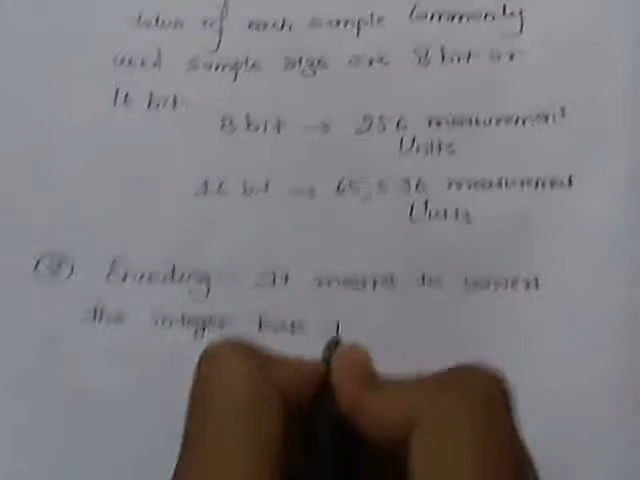 value of each sample Commonly
used sample size are 8 bit or
16 bit
8 bit → 256 measurement
Units
16 bit → 65,536 measurement
Units
Encoding - It means to convert
the integer base